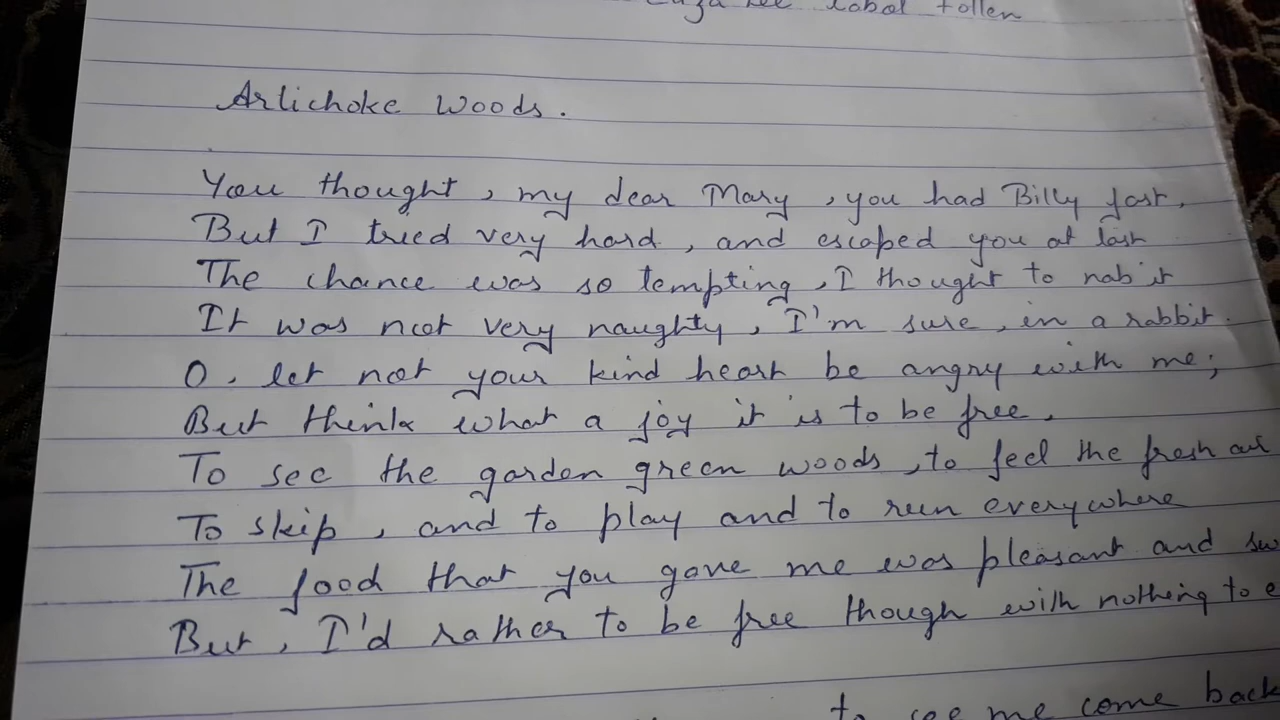 label follen
Artichoke Woods.
You thought, my dear Mary, you had Billy fast,
But I tried very hard, and escaped you at last
The chance was so tempting, I thought to nab it
It was not very naughty, I'm sure, in a rabbit.
O, let not your kind heart be angry with me;
But think what a joy it is to be free.
To see the garden green woods, to feel the fresh
To skip, and to play and to run everywhere
The food that you gave me was pleasant and
But, I'd rather to be free though with nothing to
to see me come back